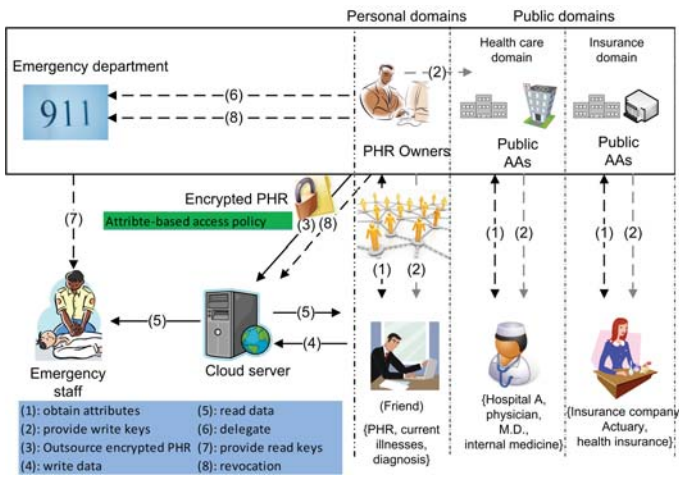 Personal domains
Public domains
Emergency department
911
(6)
(8)
(2)
Health care
domain
Insurance
domain
PHR Owners
Public
AAs
Public
AAs
Encrypted PHR
Attribte-based access policy
(3)
(8)
(7)
(1)
(2)
(1)
(2)
(1)
(2)
(5)
(5)
(4)
Emergency
staff
Cloud server
(Friend)
{PHR, current
illnesses,
diagnosis}
{Hospital A,
physician,
M.D.,
internal medicine}
{Insurance company,
Actuary,
health insurance}
(1): obtain attributes
(2): provide write keys
(3): Outsource encrypted PHR
(4): write data
(5): read data
(6): delegate
(7): provide read keys
(8): revocation